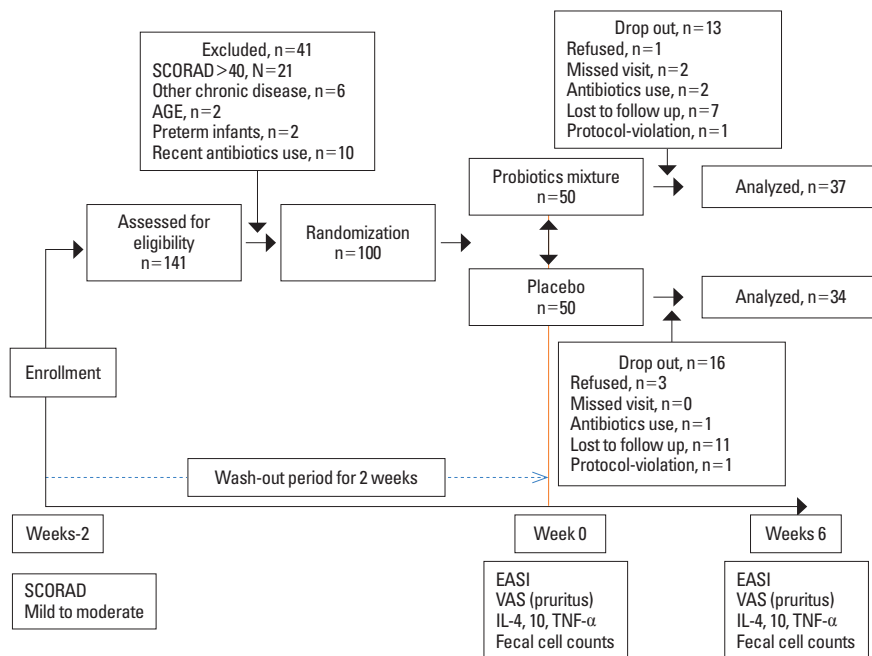 Excluded, n=41
SCORAD>40, N=21
Other chronic disease, n=6
AGE, n=2
Preterm infants, n=2
Recent antibiotics use, n=10
Drop out, n=13
Refused, n=1
Missed visit, n=2
Antibiotics use, n=2
Lost to follow up, n=7
Protocol-violation, n=1
Assessed for
eligibility
n=141
Randomization
n=100
Probiotics mixture
n=50
Analyzed, n=37
Placebo
n=50
Analyzed, n=34
Enrollment
Drop out, n=16
Refused, n=3
Missed visit, n=0
Antibiotics use, n=1
Lost to follow up, n=11
Protocol-violation, n=1
Wash-out period for 2 weeks
Weeks-2
Week 0
Weeks 6
SCORAD
Mild to moderate
EASI
VAS (pruritus)
IL-4, 10, TNF-α
Fecal cell counts
EASI
VAS (pruritus)
IL-4, 10, TNF-α
Fecal cell counts